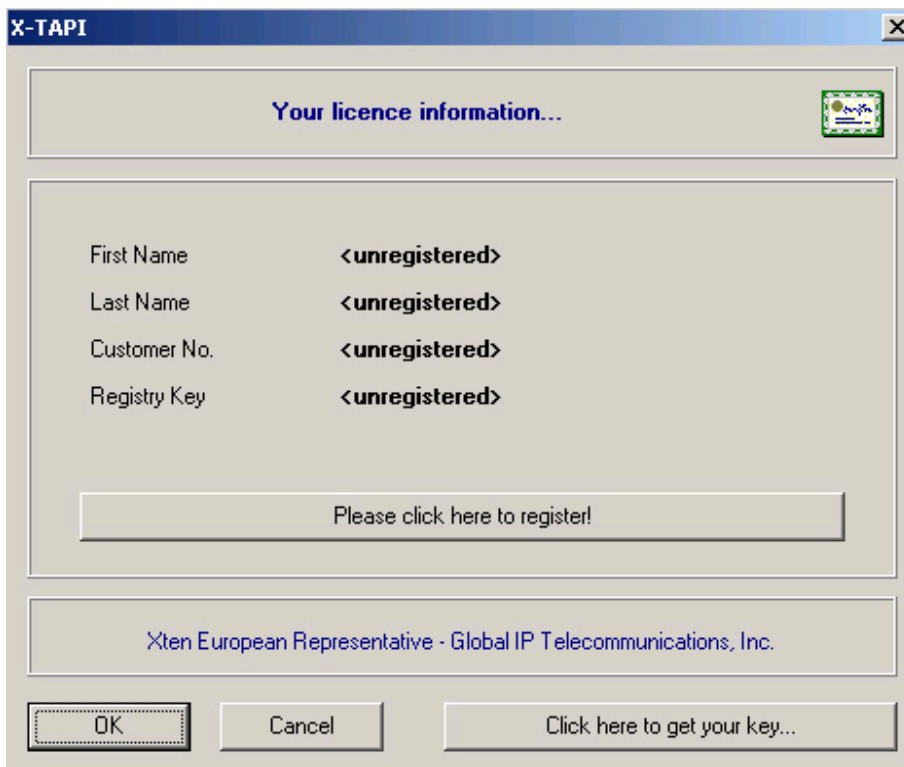 X-TAPI
Your licence information...
First Name <unregistered>
Last Name <unregistered>
Customer No. <unregistered>
Registry Key <unregistered>
Please click here to register!
Xten European Representative - Global IP Telecommunications, Inc.
OK Cancel Click here to get your key...